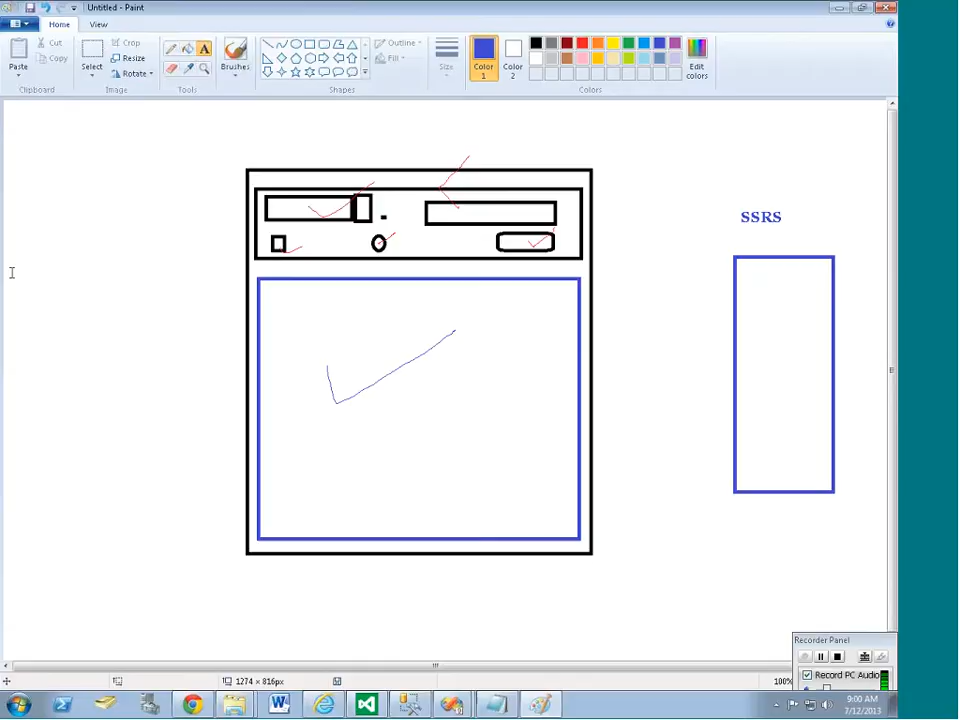 Untitled - Paint
Home
View
Paste
Cut
Copy
Clipboard
Select
Crop
Resize
Rotate
Image
A
Tools
Brushes
Outline
Fill
Shapes
Size
Color
1
Color
2
Edit
colors
Colors
SSRS
Recorder Panel
Record PC Audio
1274 × 816px
100%
9:00 AM
7/12/2013